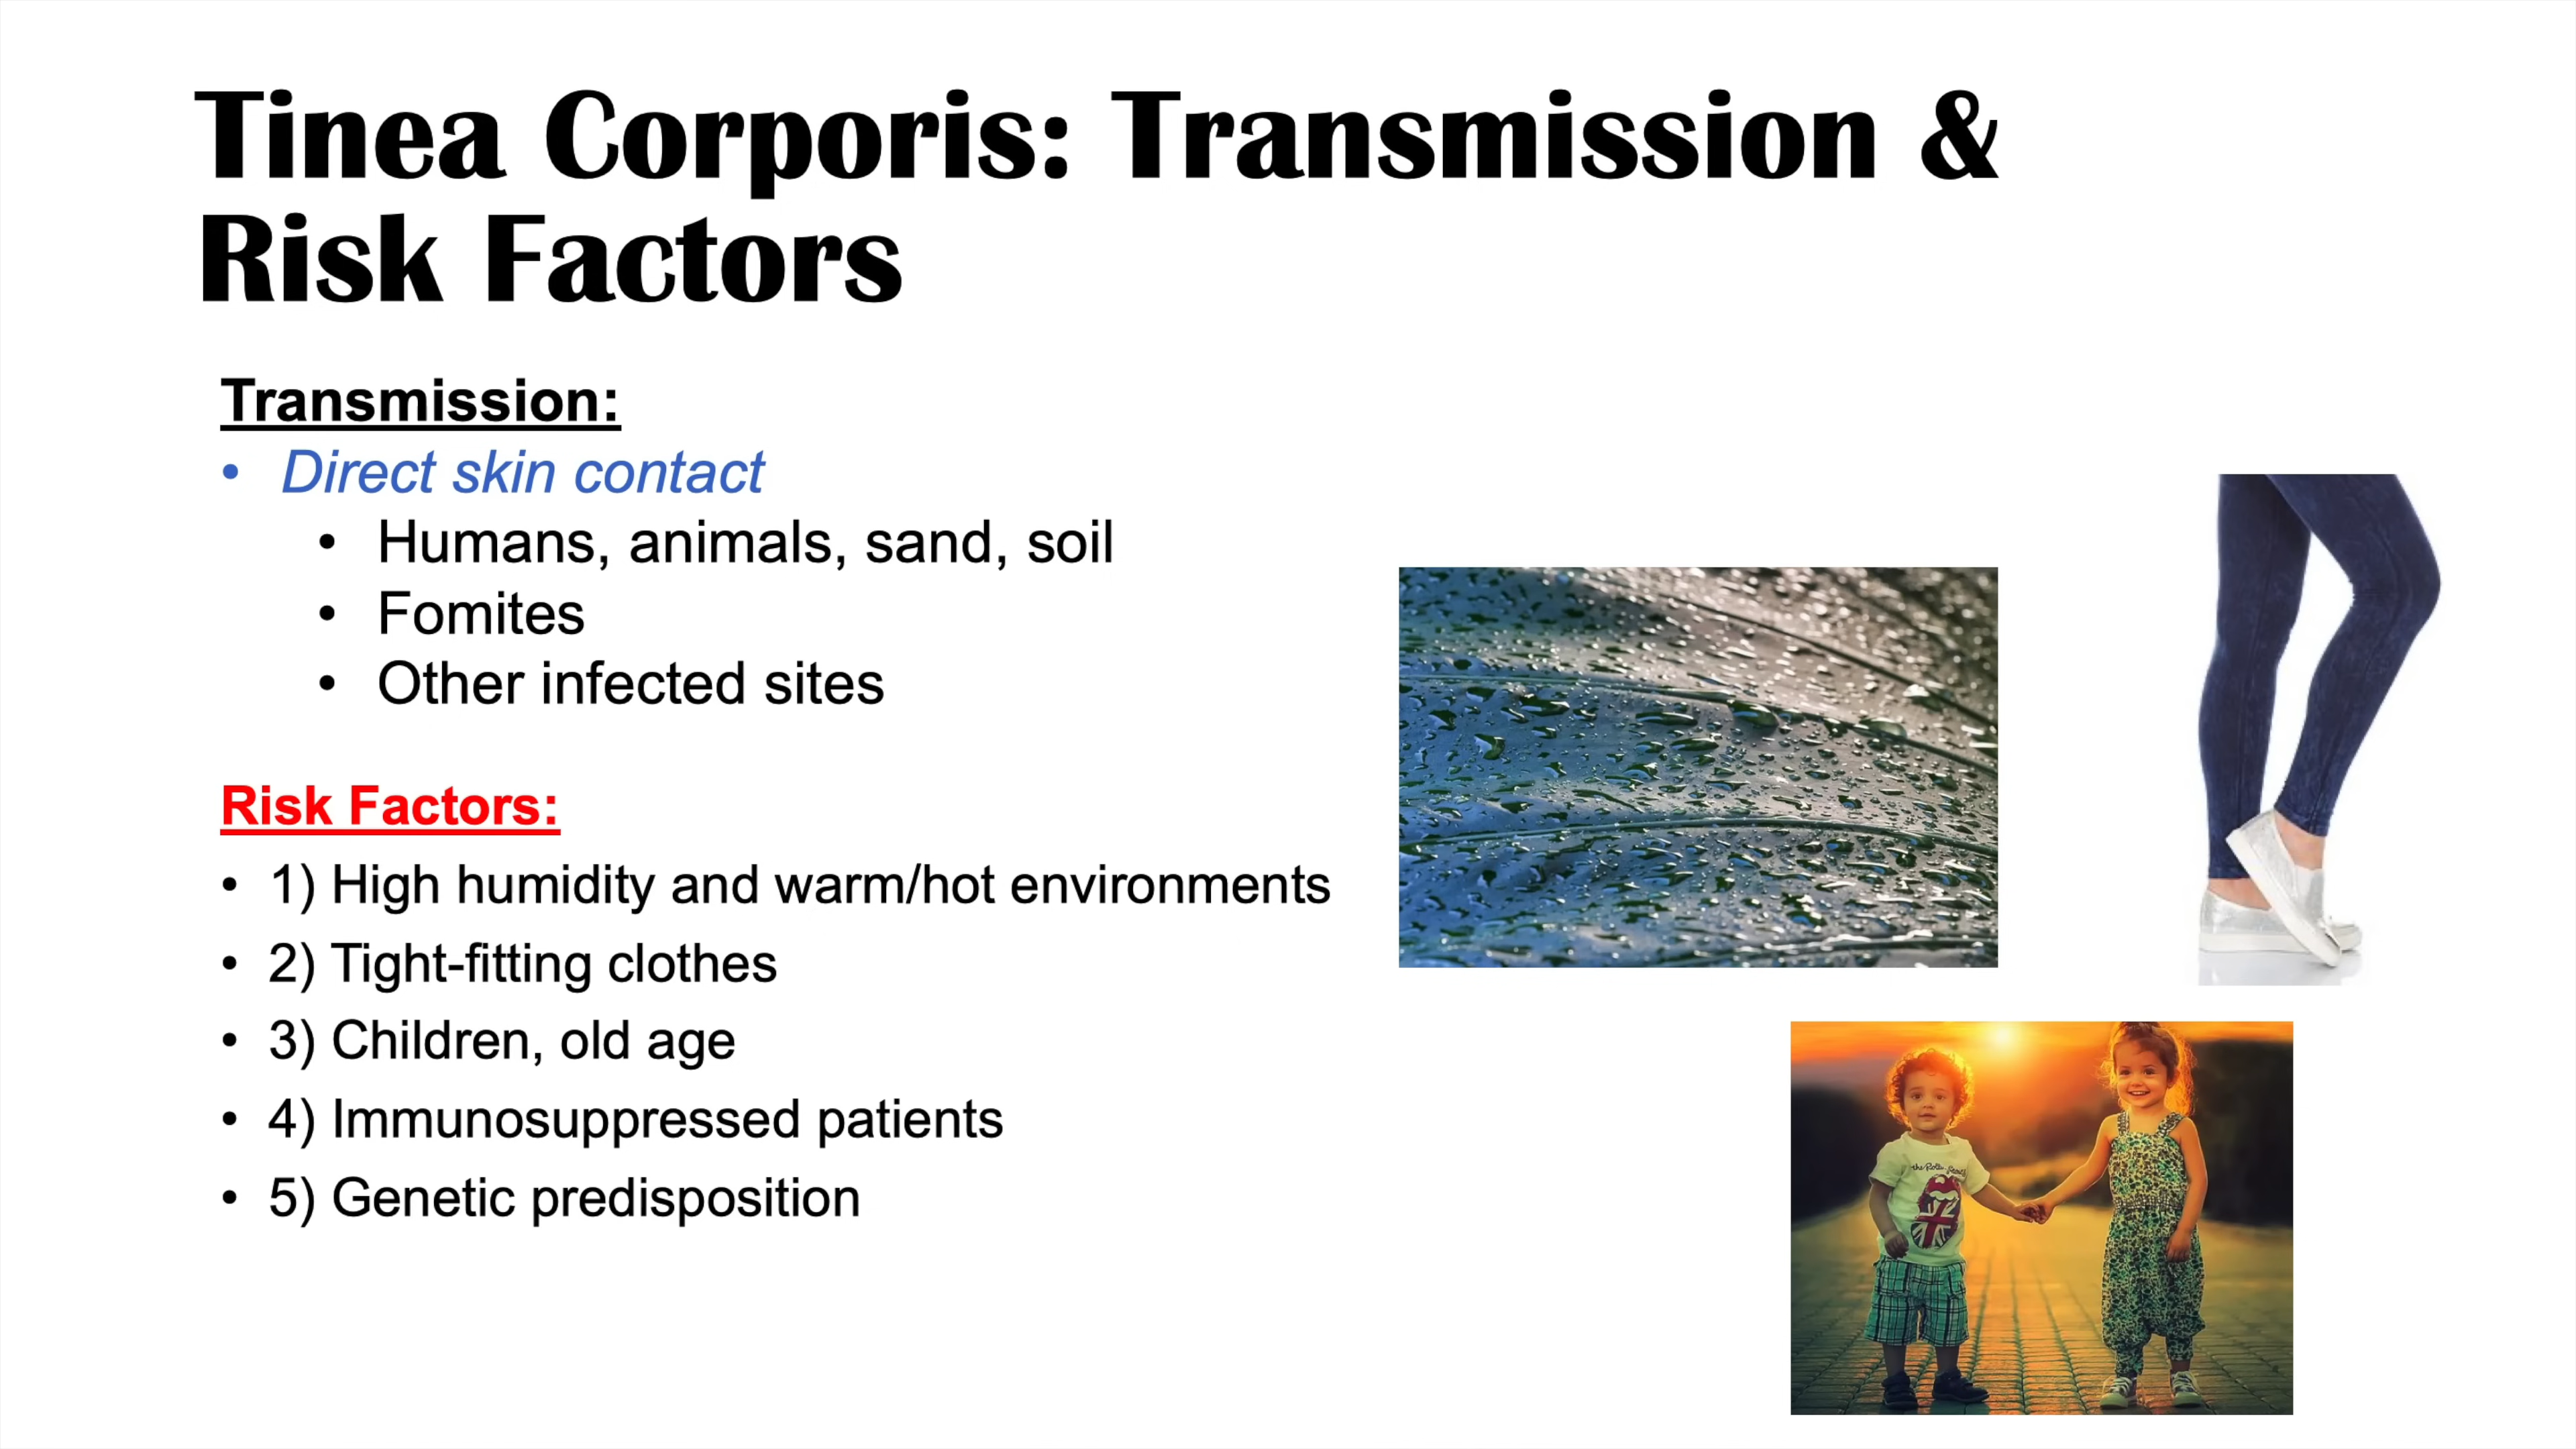 Tinea Corporis: Transmission &
Risk Factors
Transmission:
• Direct skin contact
• Humans, animals, sand, soil
• Fomites
• Other infected sites
Risk Factors:
• 1) High humidity and warm/hot environments
• 2) Tight-fitting clothes
• 3) Children, old age
• 4) Immunosuppressed patients
• 5) Genetic predisposition